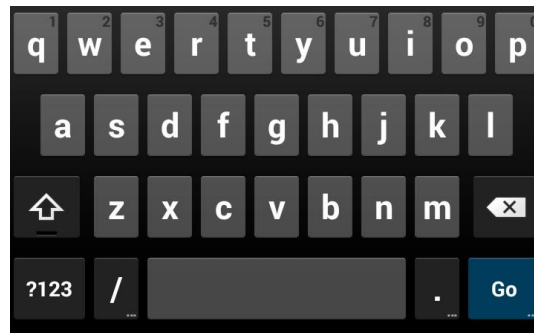 1 2 3 4 5 6 7 8 9 0
q w e r t y u i o p
a s d f g h j k l
z x c v b n m
?123 / . Go